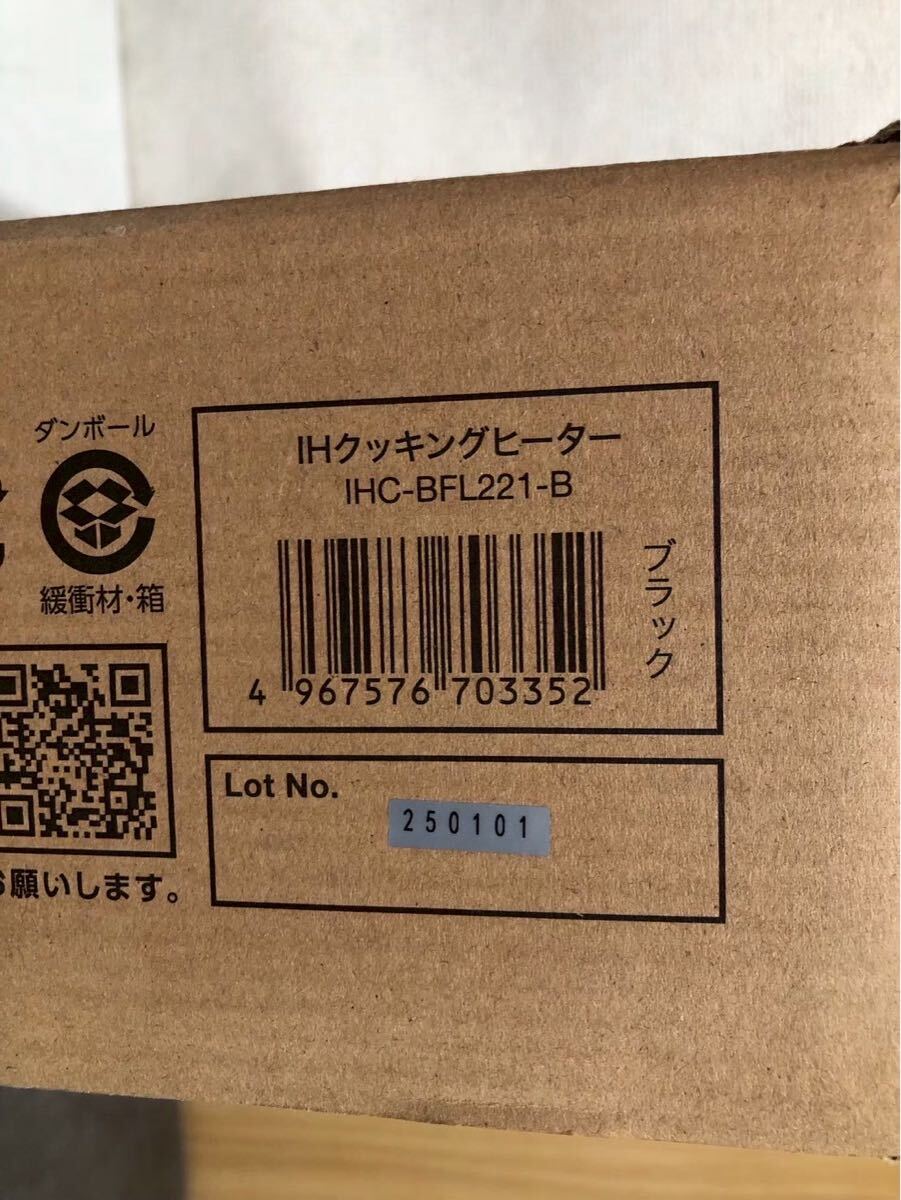 ダンボール
緩衝材・箱
IHクッキングヒーター
IHC-BFL221-B
ブラック
4 967576 703352
Lot No.
250101
お願いします。